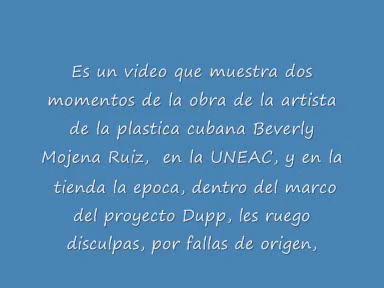 Es un video que muestra dos
momentos de la obra de la artista
de la plastica cubana Beverly
Mojena Ruiz, en la UNEAC, y en la
tienda la epoca, dentro del marco
del proyecto Dupp, les ruego
disculpas, por fallas de origen,